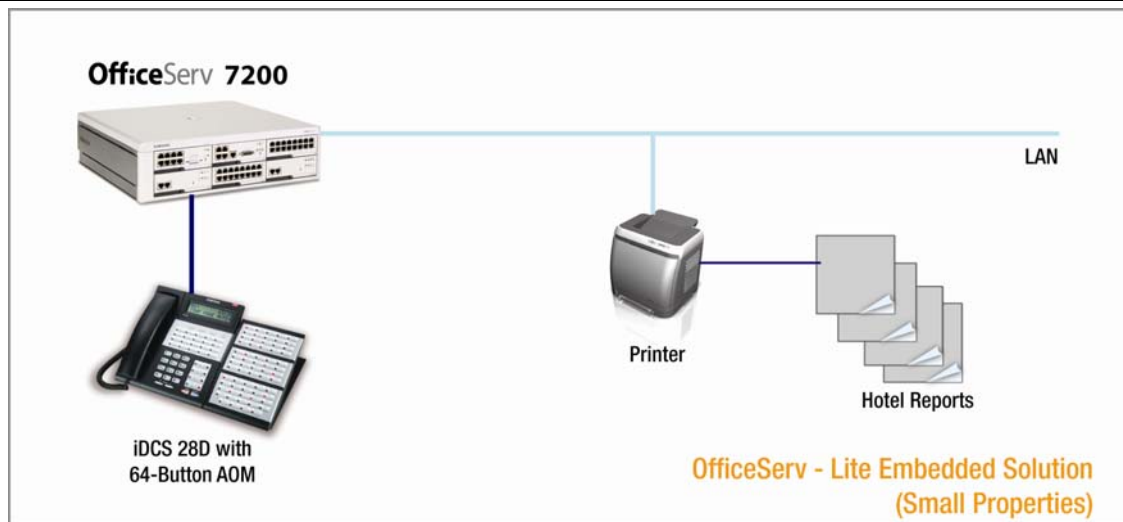 OfficeServ 7200
LAN
Printer
Hotel Reports
iDCS 28D with
64-Button AOM
OfficeServ - Lite Embedded Solution
(Small Properties)